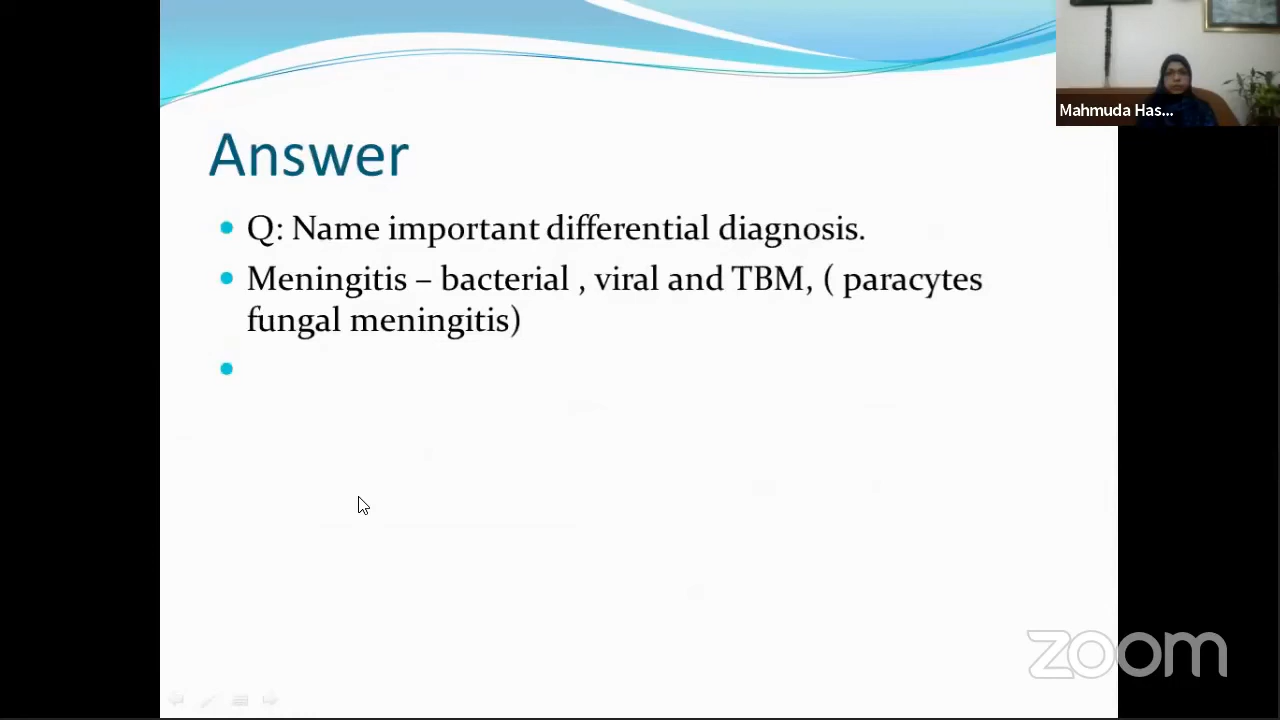 Mahmuda Has...
Answer
Q: Name important differential diagnosis.
Meningitis – bacterial , viral and TBM, ( paracytes
fungal meningitis)
zoom